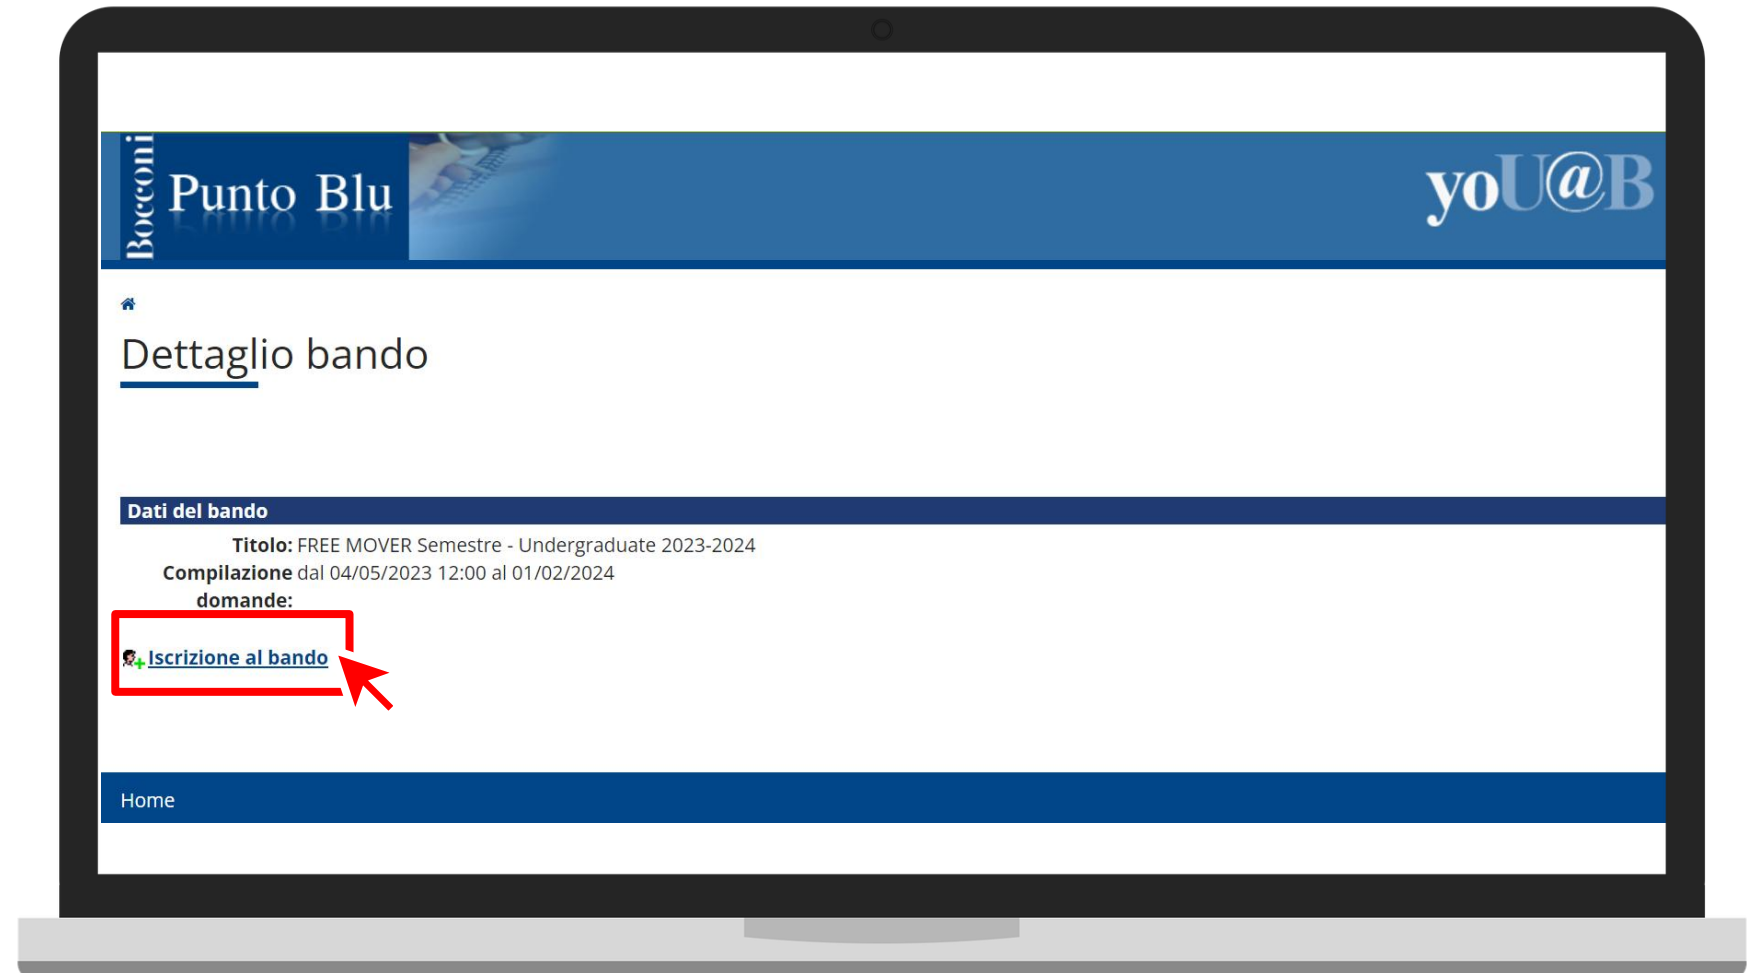 Bocconi
Punto Blu
yoU@B
Dettaglio bando
Dati del bando
Titolo: FREE MOVER Semestre - Undergraduate 2023-2024
Compilazione dal 04/05/2023 12:00 al 01/02/2024
domande:
Iscrizione al bando
Home